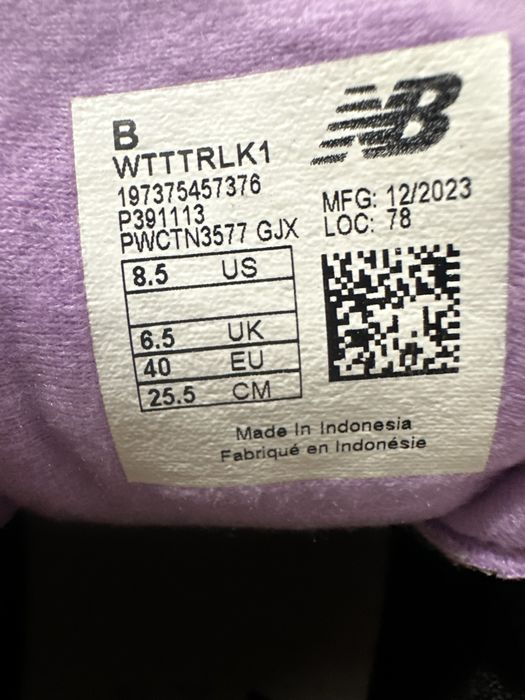 NB
B
WTTTRLK1
197375457376
P391113
PWCTN3577 GJX
MFG: 12/2023
LOC: 78
8.5 US
6.5 UK
40 EU
25.5 CM
Made In Indonesia
Fabriqué en Indonésie